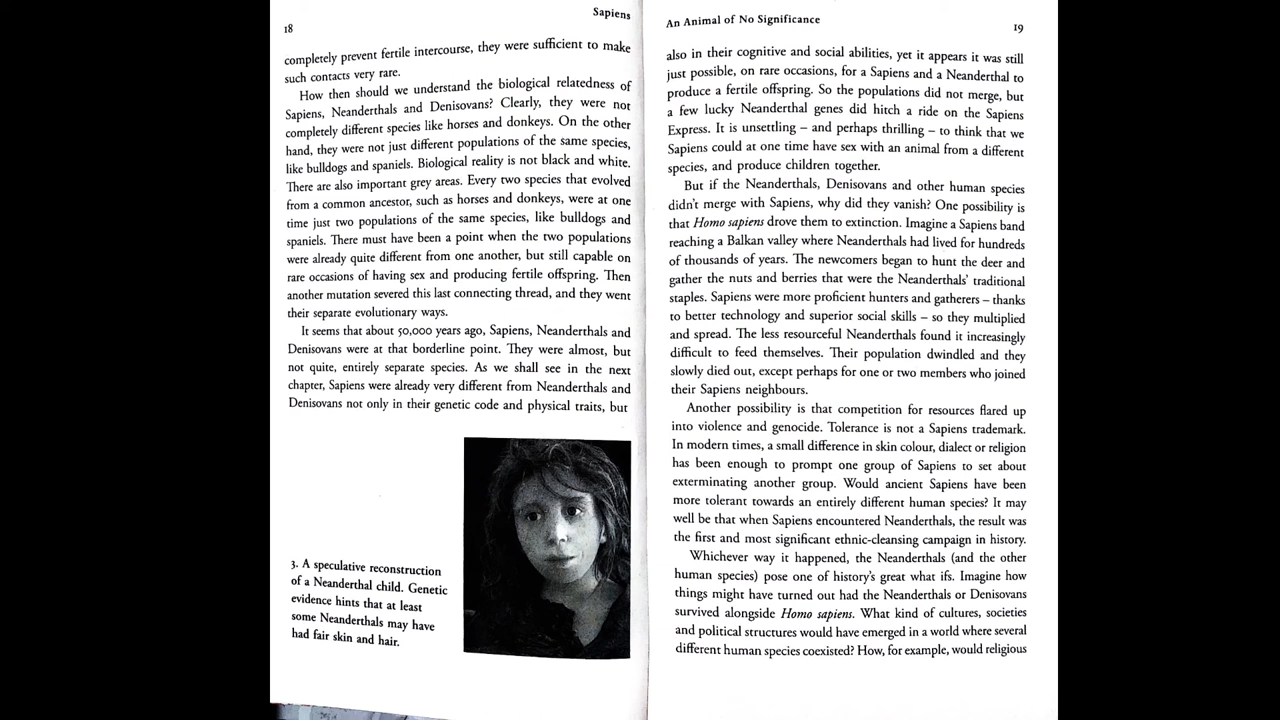 18
Sapiens
completely prevent fertile intercourse, they were sufficient to make
such contacts very rare.
How then should we understand the biological relatedness of
Sapiens, Neanderthals and Denisovans? Clearly, they were not
completely different species like horses and donkeys. On the other
hand, they were not just different populations of the same species,
like bulldogs and spaniels. Biological reality is not black and white.
There are also important grey areas. Every two species that evolved
from a common ancestor, such as horses and donkeys, were at one
time just two populations of the same species, like bulldogs and
spaniels. There must have been a point when the two populations
were already quite different from one another, but still capable on
rare occasions of having sex and producing fertile offspring. Then
another mutation severed this last connecting thread, and they went
their separate evolutionary ways.
It seems that about 50,000 years ago, Sapiens, Neanderthals and
Denisovans were at that borderline point. They were almost, but
not quite, entirely separate species. As we shall see in the next
chapter, Sapiens were already very different from Neanderthals and
Denisovans not only in their genetic code and physical traits, but
3. A speculative reconstruction
of a Neanderthal child. Genetic
evidence hints that at least
some Neanderthals may have
had fair skin and hair.
An Animal of No Significance
19
also in their cognitive and social abilities, yet it appears it was still
just possible, on rare occasions, for a Sapiens and a Neanderthal to
produce a fertile offspring. So the populations did not merge, but
a few lucky Neanderthal genes did hitch a ride on the Sapiens
Express. It is unsettling – and perhaps thrilling – to think that we
Sapiens could at one time have sex with an animal from a different
species, and produce children together.
But if the Neanderthals, Denisovans and other human species
didn't merge with Sapiens, why did they vanish? One possibility is
that Homo sapiens drove them to extinction. Imagine a Sapiens band
reaching a Balkan valley where Neanderthals had lived for hundreds
of thousands of years. The newcomers began to hunt the deer and
gather the nuts and berries that were the Neanderthals' traditional
staples. Sapiens were more proficient hunters and gatherers – thanks
to better technology and superior social skills – so they multiplied
and spread. The less resourceful Neanderthals found it increasingly
difficult to feed themselves. Their population dwindled and they
slowly died out, except perhaps for one or two members who joined
their Sapiens neighbours.
Another possibility is that competition for resources flared up
into violence and genocide. Tolerance is not a Sapiens trademark.
In modern times, a small difference in skin colour, dialect or religion
has been enough to prompt one group of Sapiens to set about
exterminating another group. Would ancient Sapiens have been
more tolerant towards an entirely different human species? It may
well be that when Sapiens encountered Neanderthals, the result was
the first and most significant ethnic-cleansing campaign in history.
Whichever way it happened, the Neanderthals (and the other
human species) pose one of history's great what ifs. Imagine how
things might have turned out had the Neanderthals or Denisovans
survived alongside Homo sapiens. What kind of cultures, societies
and political structures would have emerged in a world where several
different human species coexisted? How, for example, would religious